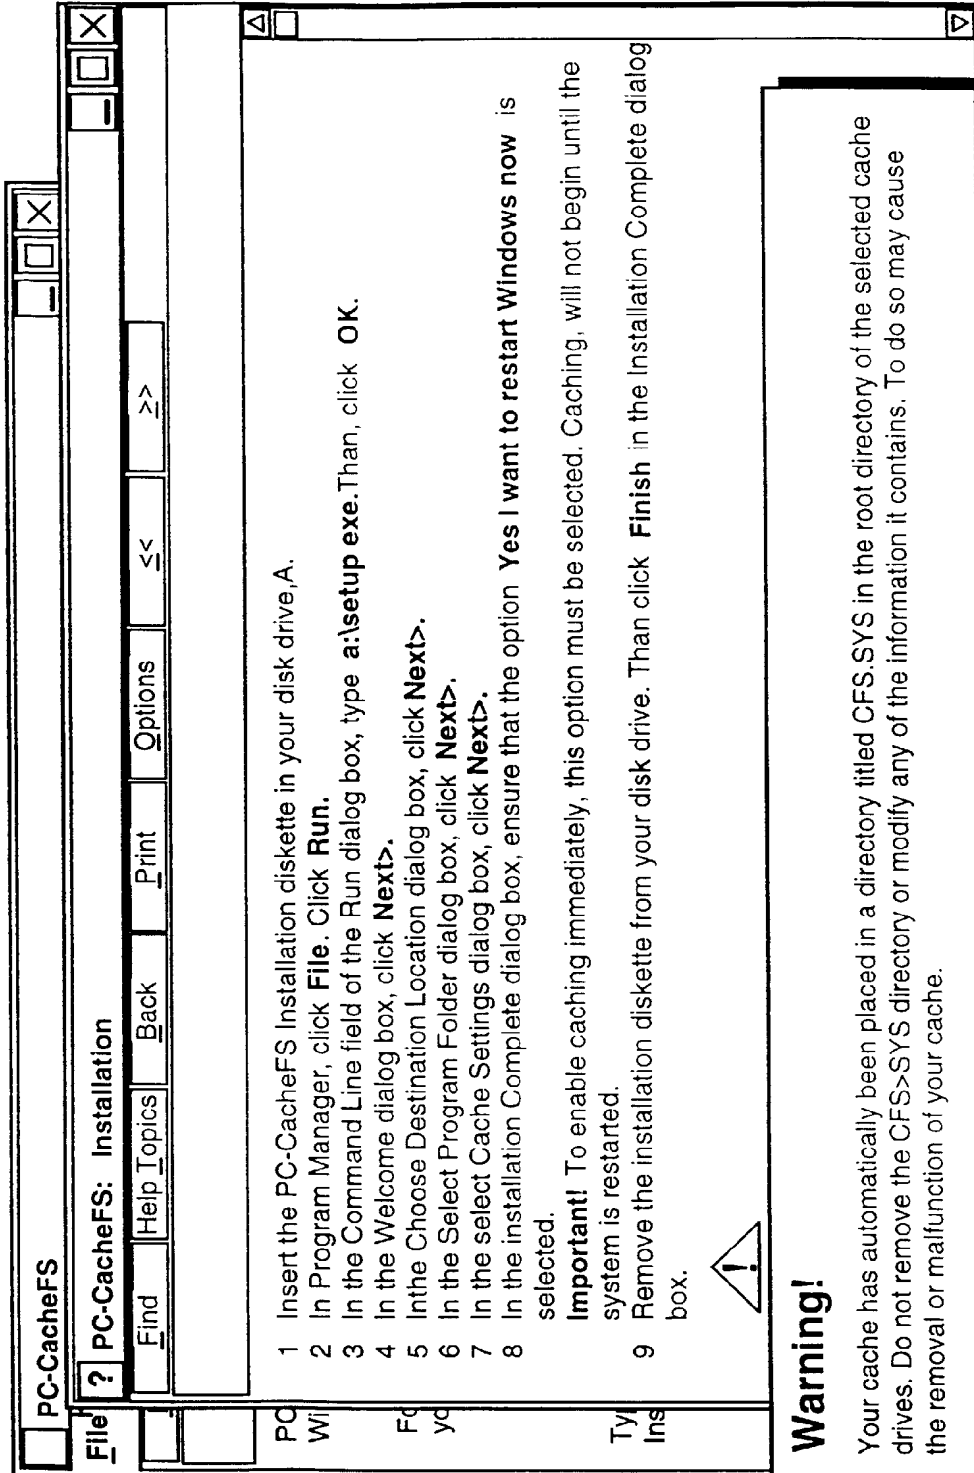 PC-CacheFS
File
? PC-CacheFS: Installation
Find Help Topics Back Print Options << >>
PC
Wi
Fo
yo
Ty
Ins
1 Insert the PC-CacheFS Installation diskette in your disk drive,A.
2 In Program Manager, click File. Click Run.
3 In the Command Line field of the Run dialog box, type a:\setup exe.Than, click OK.
4 In the Welcome dialog box, click Next>.
5 Inthe Choose Destination Location dialog box, click Next>.
6 In the Select Program Folder dialog box, click Next>.
7 In the select Cache Settings dialog box, click Next>.
8 In the installation Complete dialog box, ensure that the option Yes I want to restart Windows now is
selected.
Important! To enable caching immediately, this option must be selected. Caching, will not begin until the
system is restarted.
9 Remove the installation diskette from your disk drive. Than click Finish in the Installation Complete dialog
box.
!
Warning!
Your cache has automatically been placed in a directory titled CFS.SYS in the root directory of the selected cache
drives. Do not remove the CFS>SYS directory or modify any of the information it contains. To do so may cause
the removal or malfunction of your cache.